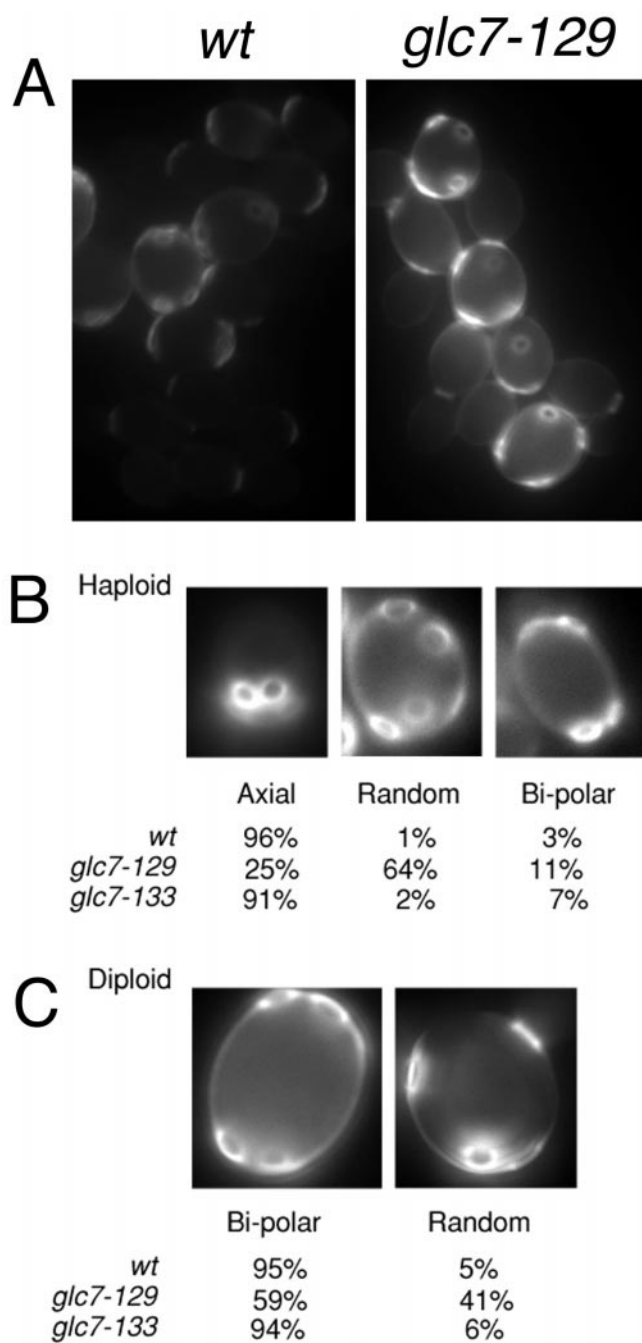 wt glc7-129
A
B Haploid
Axial Random Bi-polar
wt 96% 1% 3%
glc7-129 25% 64% 11%
glc7-133 91% 2% 7%
C Diploid
Bi-polar Random
wt 95% 5%
glc7-129 59% 41%
glc7-133 94% 6%